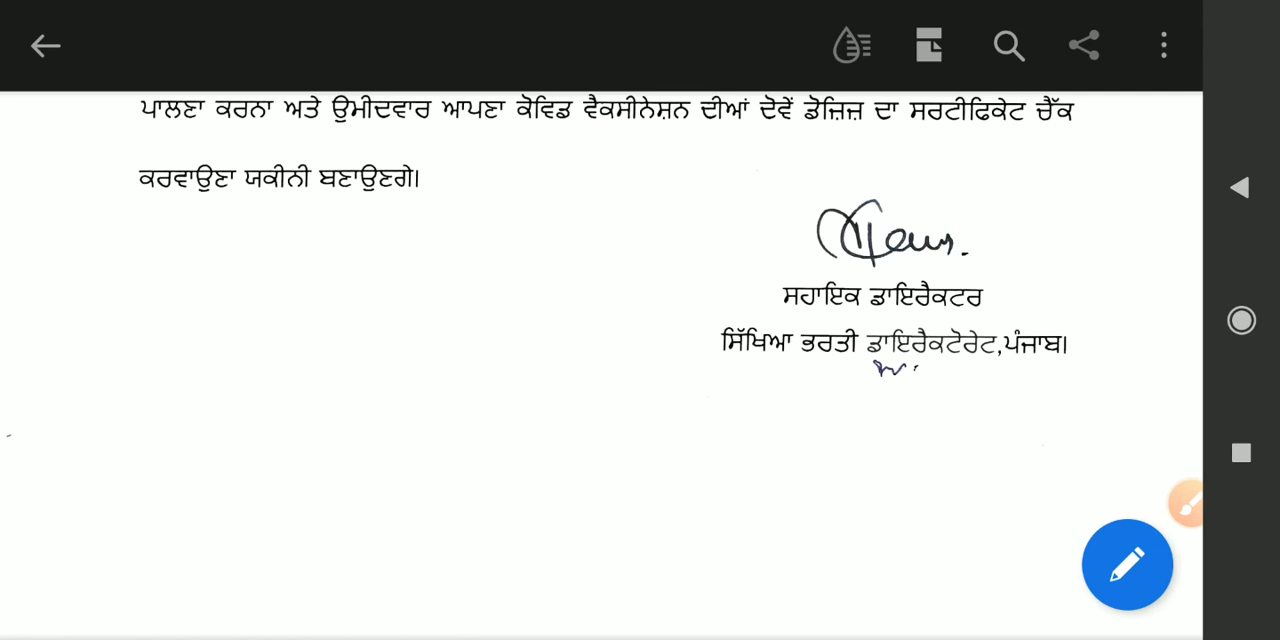 ਪਾਲਣਾ ਕਰਨਾ ਅਤੇ ਉਮੀਦਵਾਰ ਆਪਣਾ ਕੋਵਿਡ ਵੈਕਸੀਨੇਸ਼ਨ ਦੀਆਂ ਦੋਵੇਂ ਡੋਜ਼ਿਜ਼ ਦਾ ਸਰਟੀਫਿਕੇਟ ਚੈੱਕ
ਕਰਵਾਉਣਾ ਯਕੀਨੀ ਬਣਾਉਣਗੇ।
ਸਹਾਇਕ ਡਾਇਰੈਕਟਰ
ਸਿੱਖਿਆ ਭਰਤੀ ਡਾਇਰੈਕਟੋਰੇਟ,ਪੰਜਾਬ।